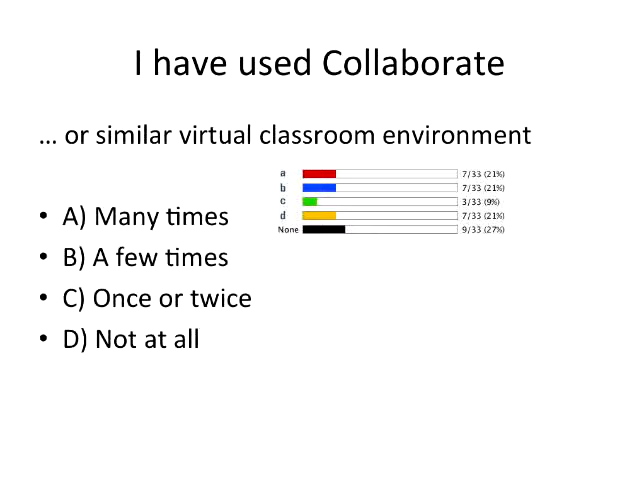 I have used Collaborate
… or similar virtual classroom environment
a 7/33 (21%)
b 7/33 (21%)
c 3/33 (9%)
d 7/33 (21%)
None 9/33 (27%)
• A) Many times
• B) A few times
• C) Once or twice
• D) Not at all